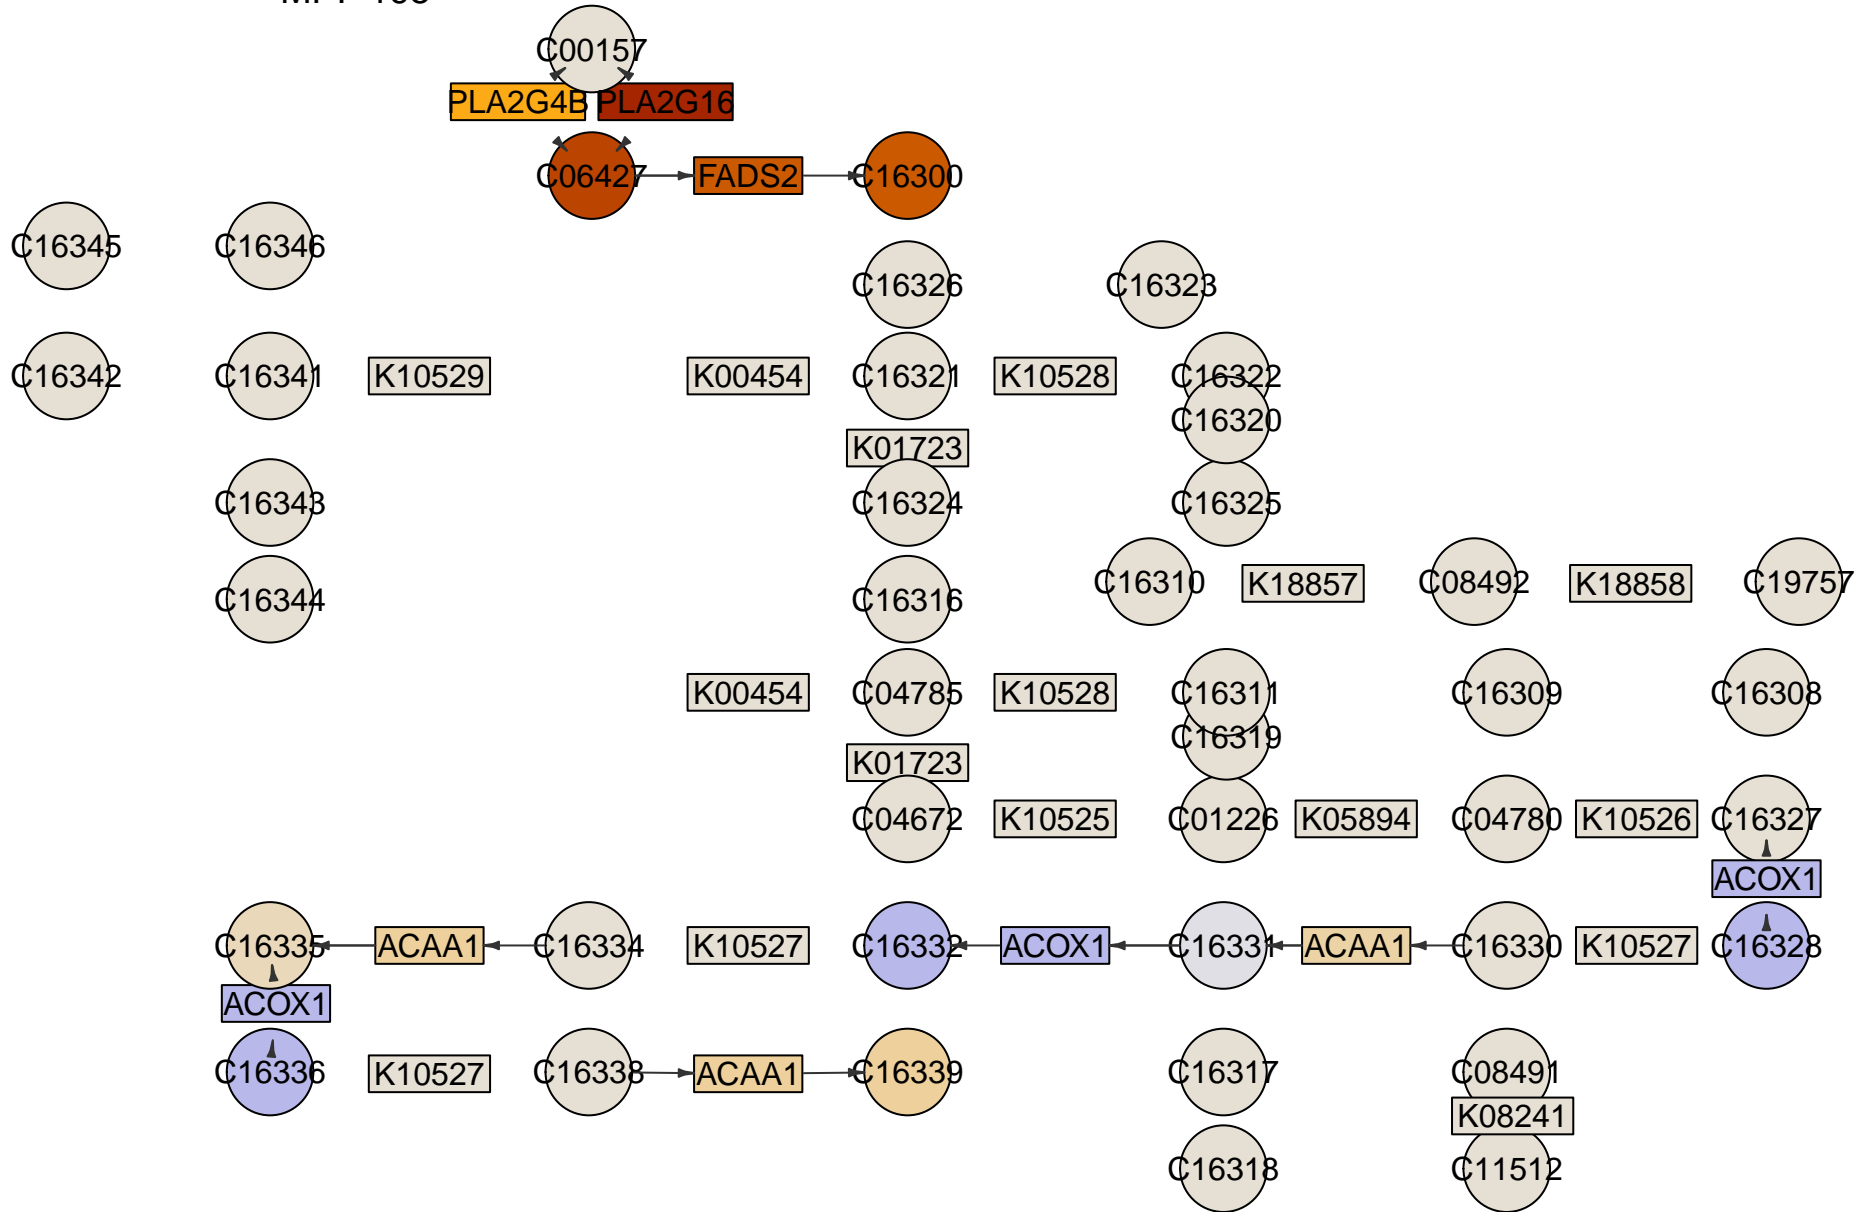 C00157
PLA2G4B PLA2G16
C06427 FADS2 C16300
C16345 C16346
C16326 C16323
C16342 C16341 K10529 K00454 C16321 K10528 C16322
C16320
K01723
C16343 C16324 C16325
C16310 K18857 C08492 K18858 C19757
C16344 C16316
K00454 C04785 K10528 C16311 C16309 C16308
C16319
K01723
C04672 K10525 C01226 K05894 C04780 K10526 C16327
ACOX1
C16335 ACAA1 C16334 K10527 C16332 ACOX1 C16331 ACAA1 C16330 K10527 C16328
ACOX1
C16336 K10527 C16338 ACAA1 C16339 C16317 C08491
K08241
C16318 C11512